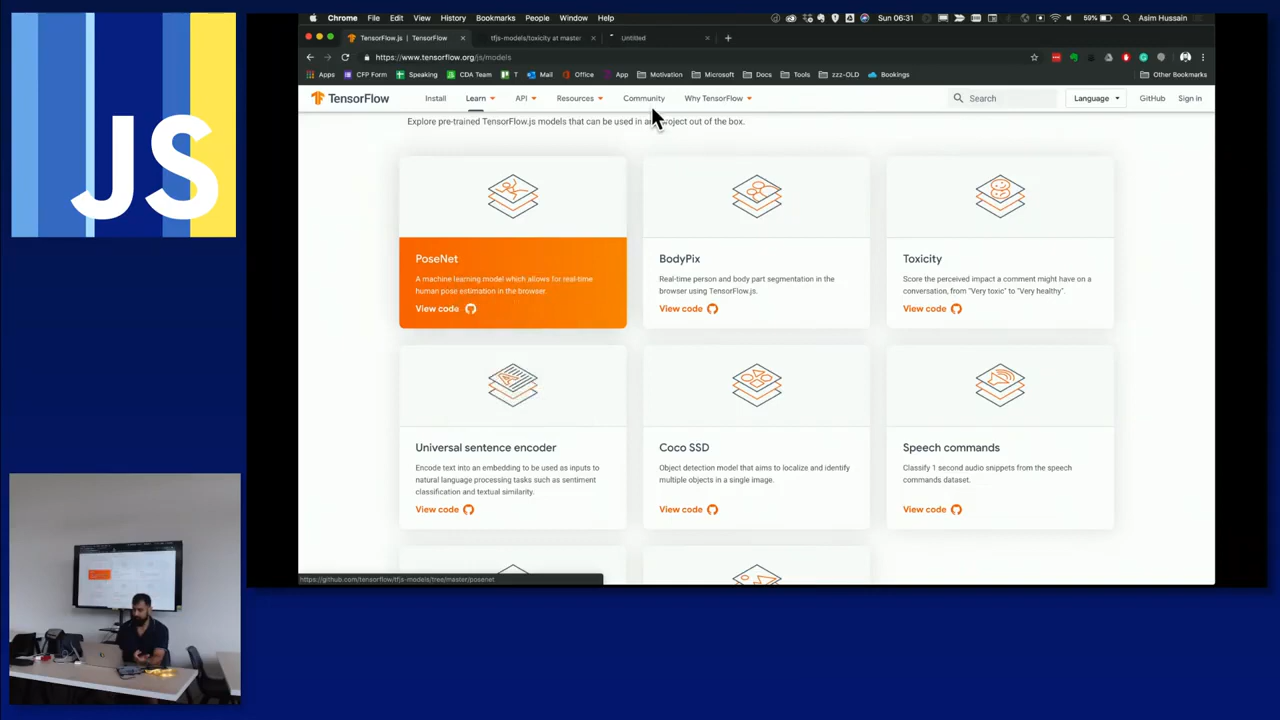 JS
Chrome File Edit View History Bookmarks People Window Help
Sun 06:31 59% Asim Hussain
TensorFlow.js | TensorFlow × tfjs-models/toxicity at master × Untitled × +
https://www.tensorflow.org/js/models
Apps CFP Form Speaking CDA Team T Mail Office App Motivation Microsoft Docs Tools zzz-OLD Bookings Other Bookmarks
TensorFlow Install Learn API Resources Community Why TensorFlow Search Language GitHub Sign in
Explore pre-trained TensorFlow.js models that can be used in project out of the box.
PoseNet
A machine learning model which allows for real-time
human pose estimation in the browser.
View code
BodyPix
Real-time person and body part segmentation in the
browser using TensorFlow.js.
View code
Toxicity
Score the perceived impact a comment might have on a
conversation, from "Very toxic" to "Very healthy".
View code
Universal sentence encoder
Encode text into an embedding to be used as inputs to
natural language processing tasks such as sentiment
classification and textual similarity.
View code
Coco SSD
Object detection model that aims to localize and identify
multiple objects in a single image.
View code
Speech commands
Classify 1 second audio snippets from the speech
commands dataset.
View code
https://github.com/tensorflow/tfjs-models/tree/master/posenet